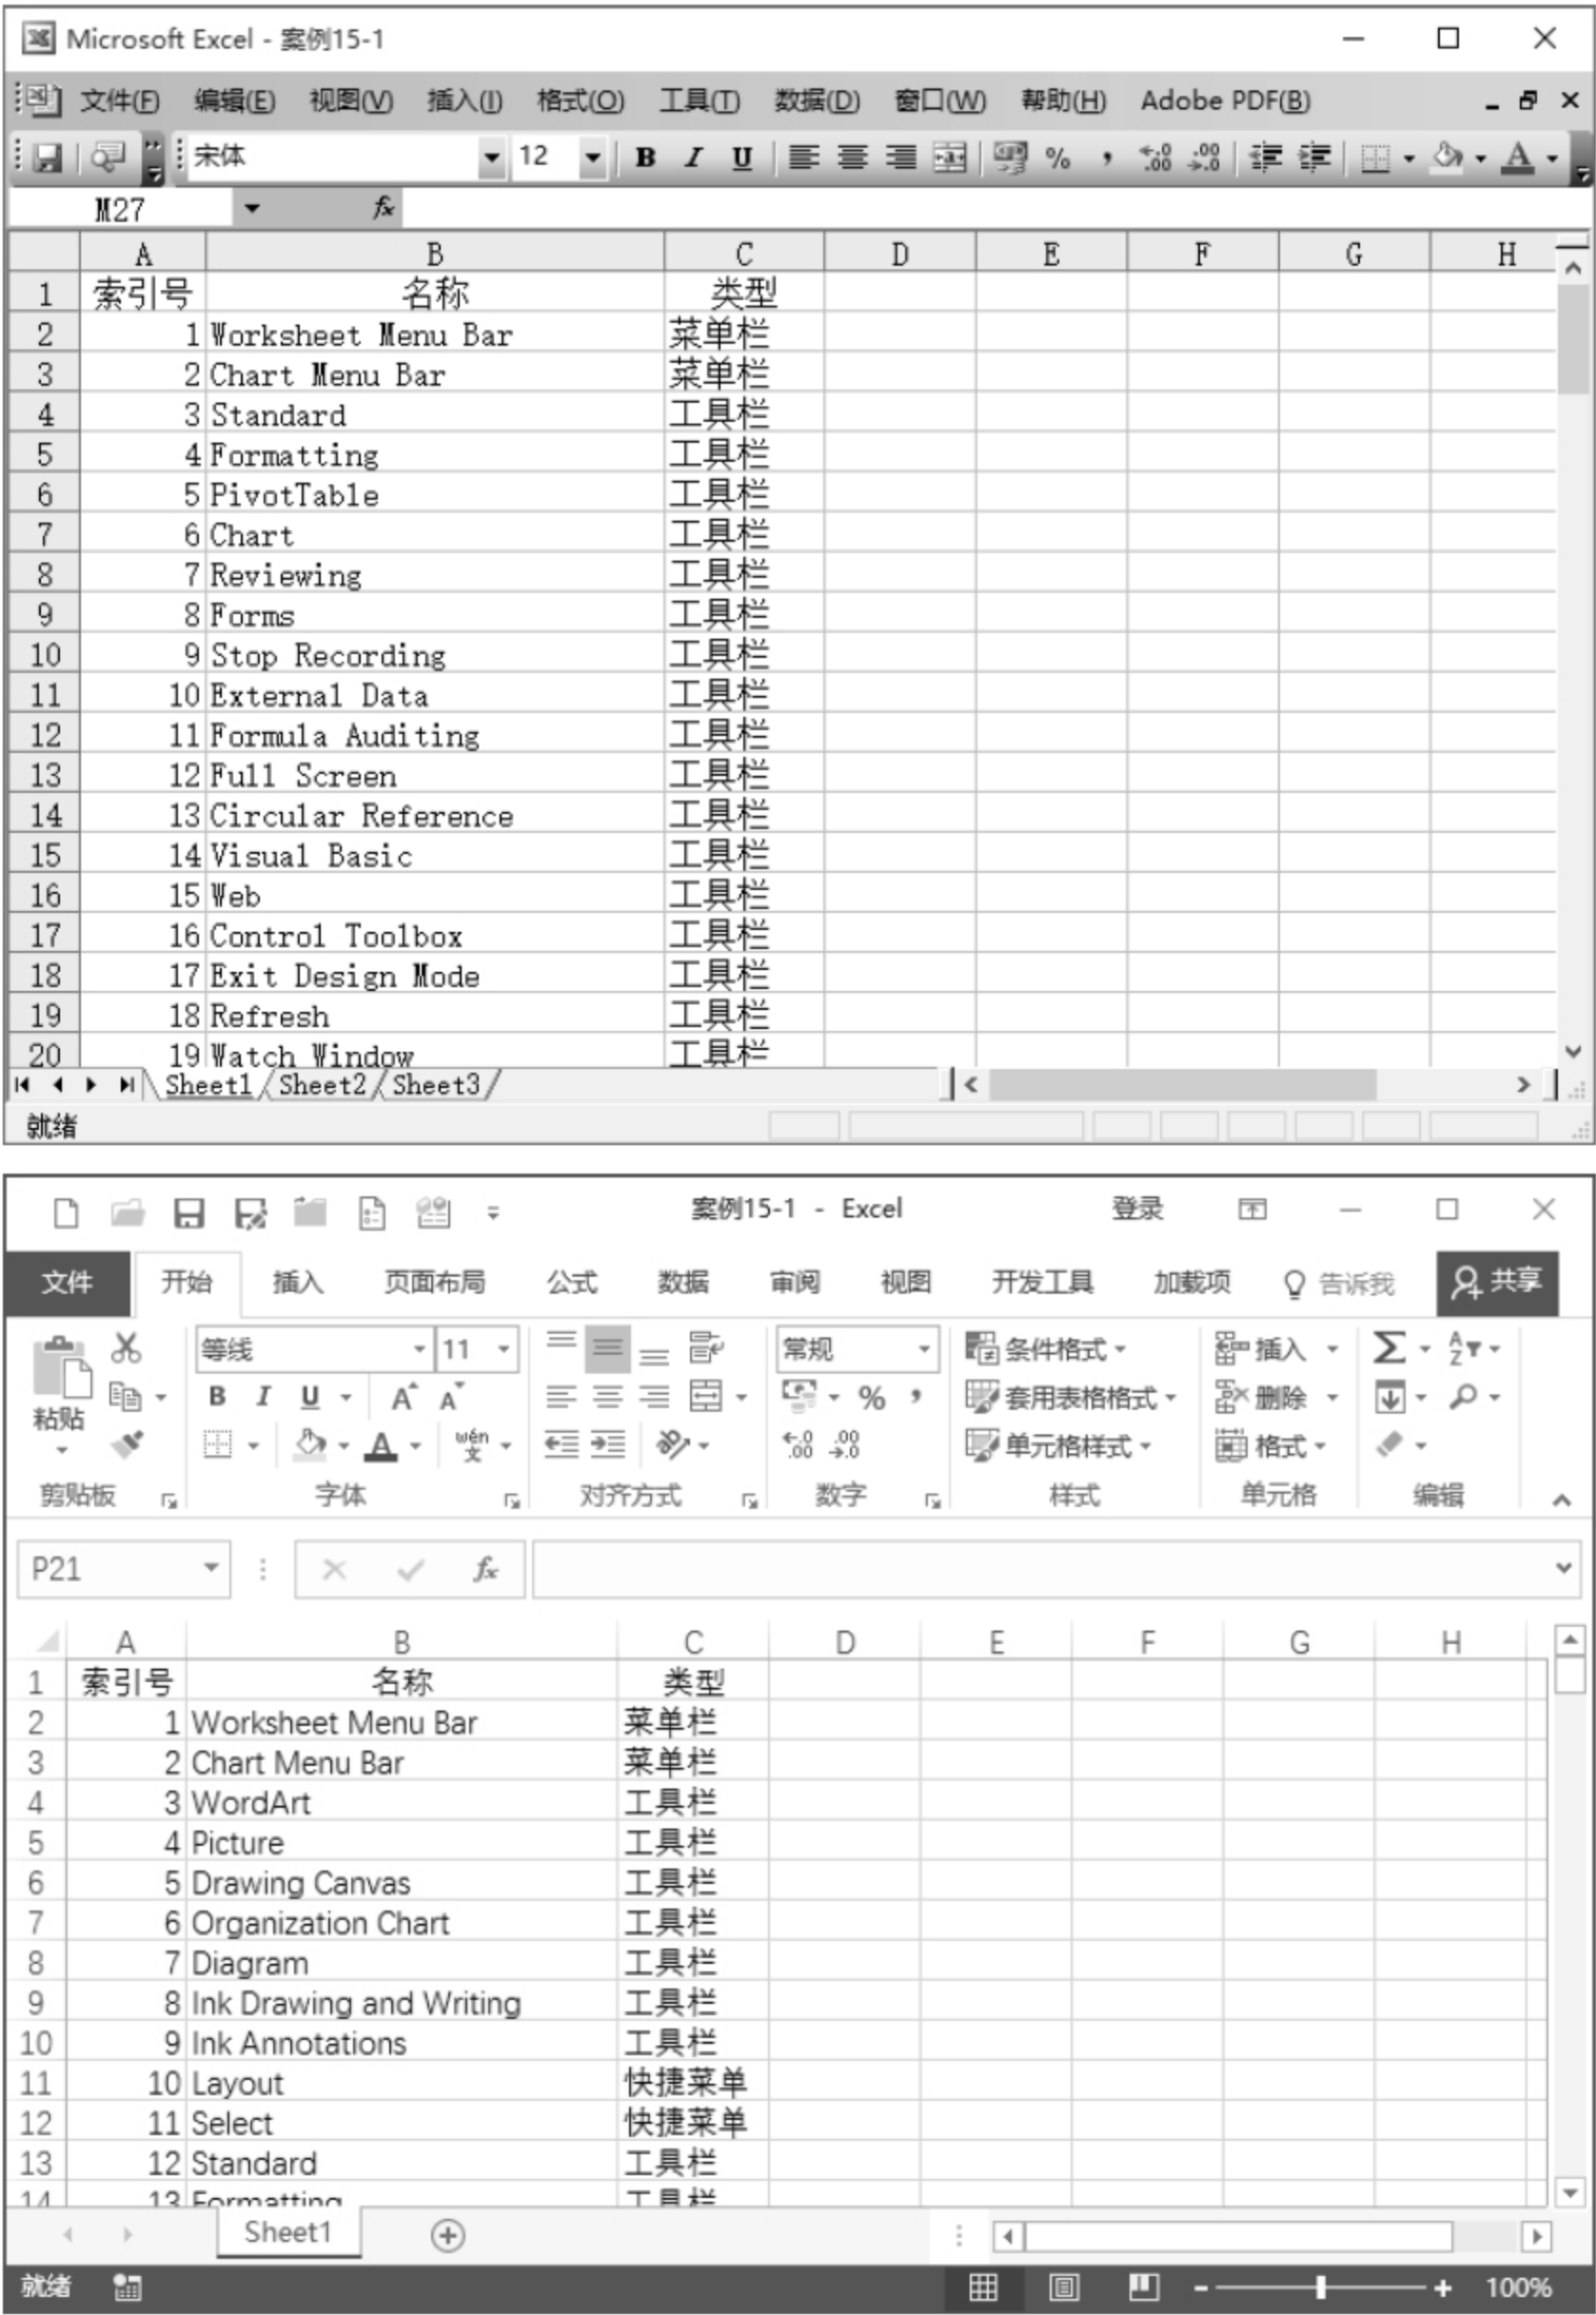 Microsoft Excel - 案例15-1
文件(F) 编辑(E) 视图(V) 插入(I) 格式(O) 工具(T) 数据(D) 窗口(W) 帮助(H) Adobe PDF(B)
宋体 12 B I U % , .00 .00 A
M27 fx
A B C D E F G H
1 索引号 名称 类型
2 1 Worksheet Menu Bar 菜单栏
3 2 Chart Menu Bar 菜单栏
4 3 Standard 工具栏
5 4 Formatting 工具栏
6 5 PivotTable 工具栏
7 6 Chart 工具栏
8 7 Reviewing 工具栏
9 8 Forms 工具栏
10 9 Stop Recording 工具栏
11 10 External Data 工具栏
12 11 Formula Auditing 工具栏
13 12 Full Screen 工具栏
14 13 Circular Reference 工具栏
15 14 Visual Basic 工具栏
16 15 Web 工具栏
17 16 Control Toolbox 工具栏
18 17 Exit Design Mode 工具栏
19 18 Refresh 工具栏
20 19 Watch Window 工具栏
Sheet1 Sheet2 Sheet3
就绪
案例15-1 - Excel 登录
文件 开始 插入 页面布局 公式 数据 审阅 视图 开发工具 加载项 告诉我 共享
等线 11 常规 条件格式 插入 Σ A Z
粘贴 B I U A A % , 套用表格格式 删除
A wén 文 .00 .00 单元格样式 格式
剪贴板 字体 对齐方式 数字 样式 单元格 编辑
P21 fx
A B C D E F G H
1 索引号 名称 类型
2 1 Worksheet Menu Bar 菜单栏
3 2 Chart Menu Bar 菜单栏
4 3 WordArt 工具栏
5 4 Picture 工具栏
6 5 Drawing Canvas 工具栏
7 6 Organization Chart 工具栏
8 7 Diagram 工具栏
9 8 Ink Drawing and Writing 工具栏
10 9 Ink Annotations 工具栏
11 10 Layout 快捷菜单
12 11 Select 快捷菜单
13 12 Standard 工具栏
14 13 Formatting 工具栏
Sheet1
就绪 100%